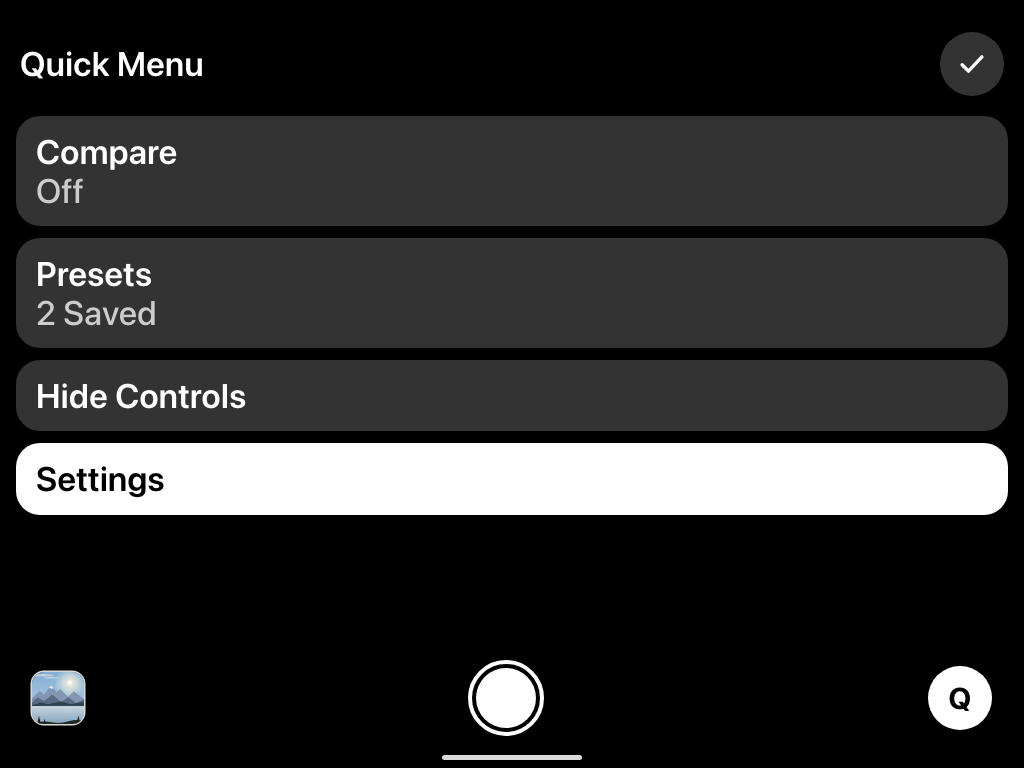 Quick Menu
Compare
Off
Presets
2 Saved
Hide Controls
Settings
Q